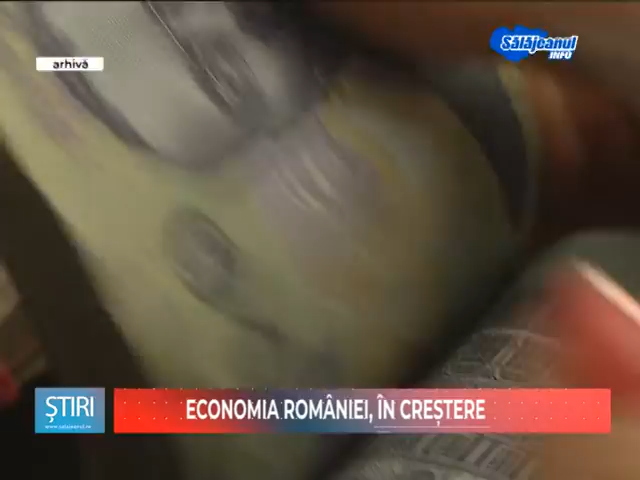 Sălăjeanul
INFO
arhivă
ȘTIRI
www.salajeanul.ro
ECONOMIA ROMÂNIEI, ÎN CREȘTERE